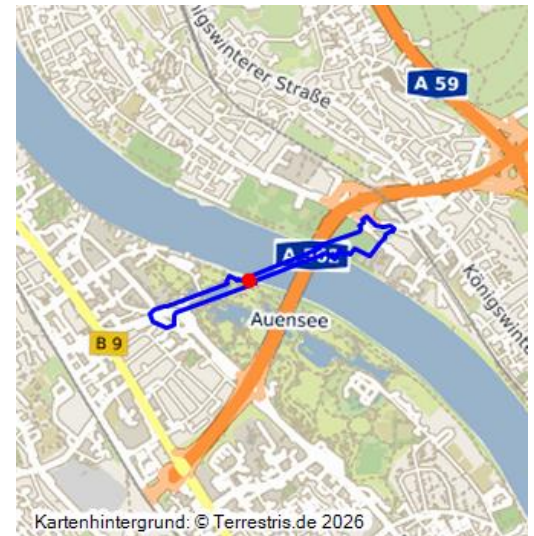 Königswinterer Straße
A 59
Auensee
B 9
Kartenhintergrund: © Terrestris.de 2026